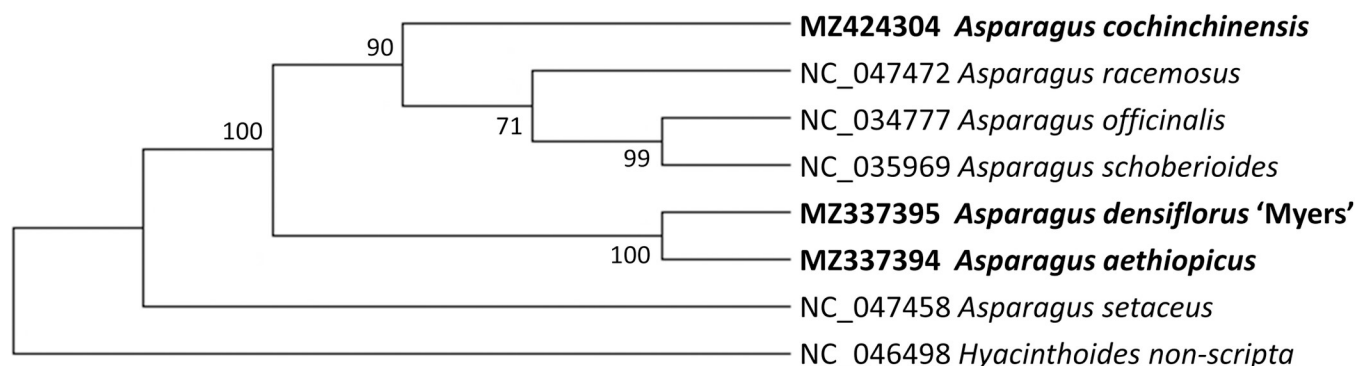 MZ424304 Asparagus cochinchinensis
90
NC_047472 Asparagus racemosus
NC_034777 Asparagus officinalis
71
100
99
NC_035969 Asparagus schoberioides
MZ337395 Asparagus densiflorus ‘Myers’
100
MZ337394 Asparagus aethiopicus
NC_047458 Asparagus setaceus
NC_046498 Hyacinthoides non-scripta